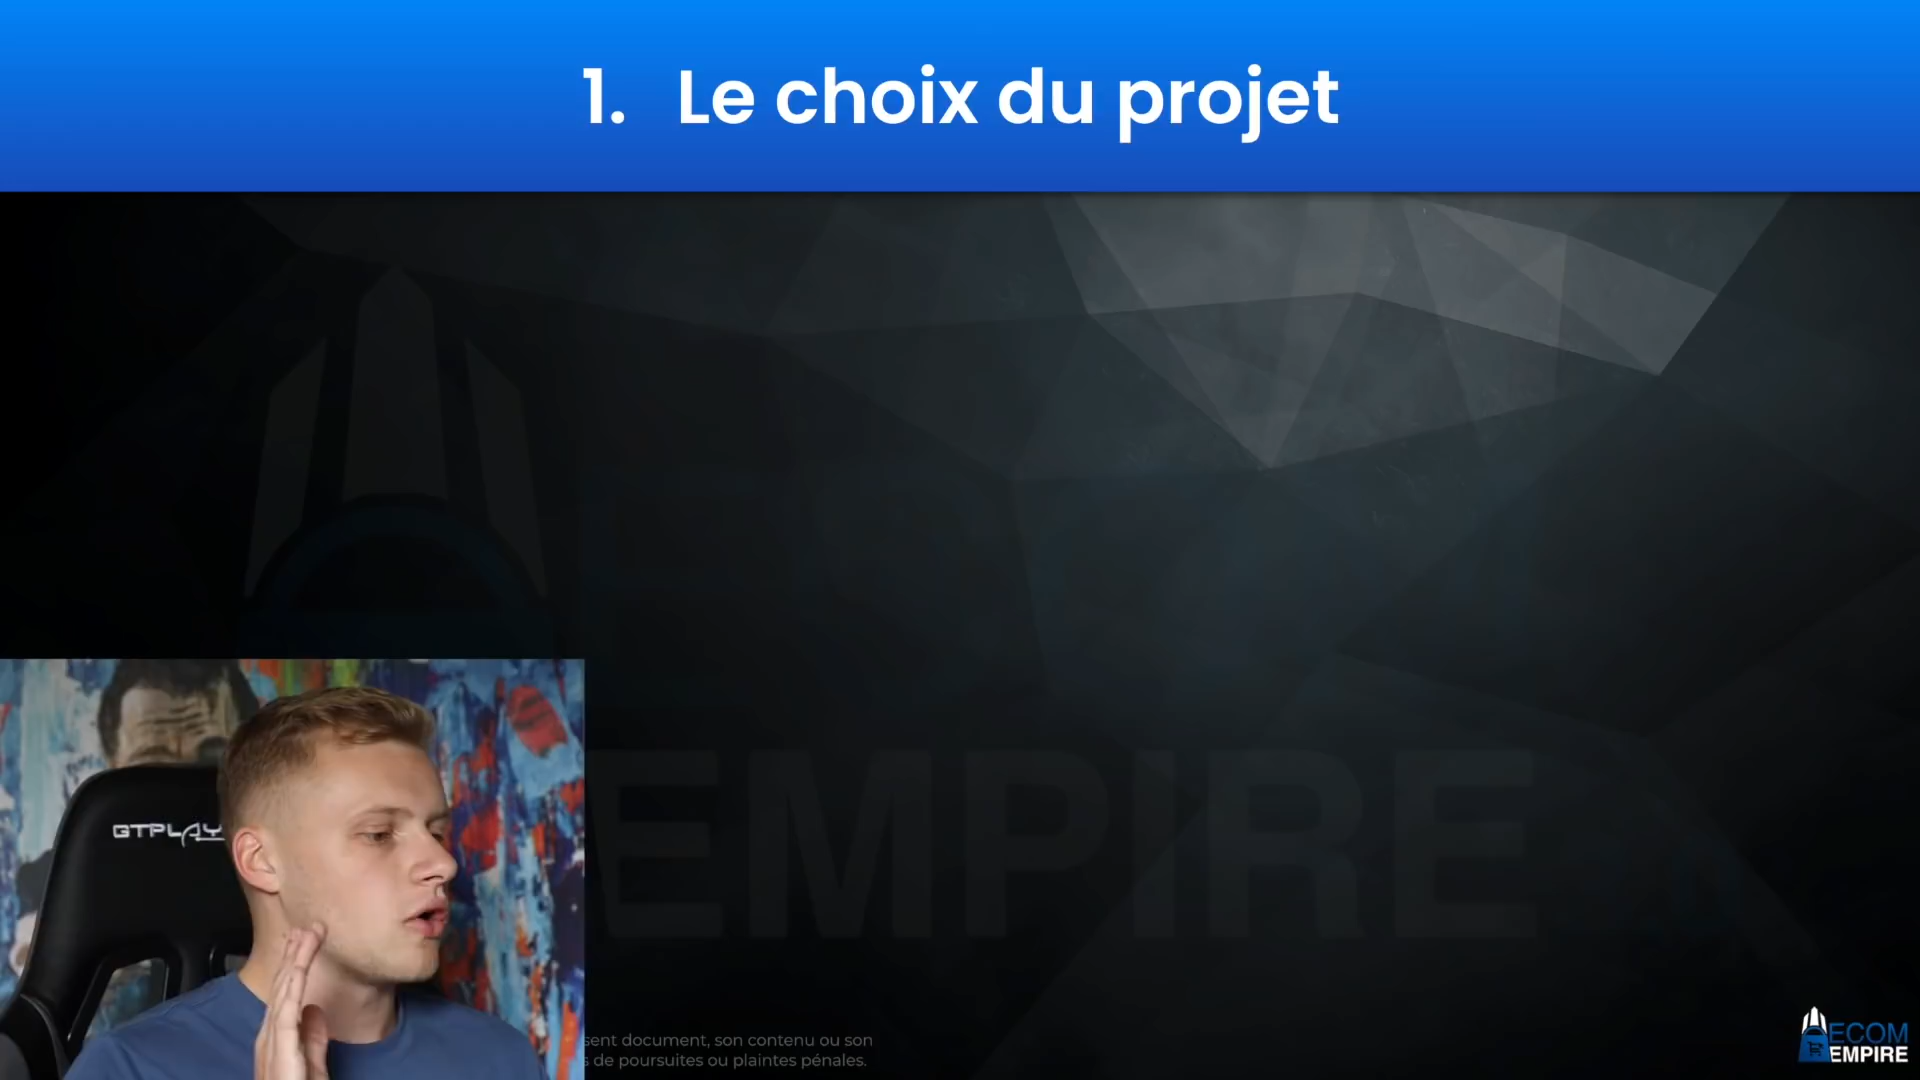 1. Le choix du projet
EMPIRE
GTPLAY
sent document, son contenu ou son
s de poursuites ou plaintes pénales.
ECOM
EMPIRE